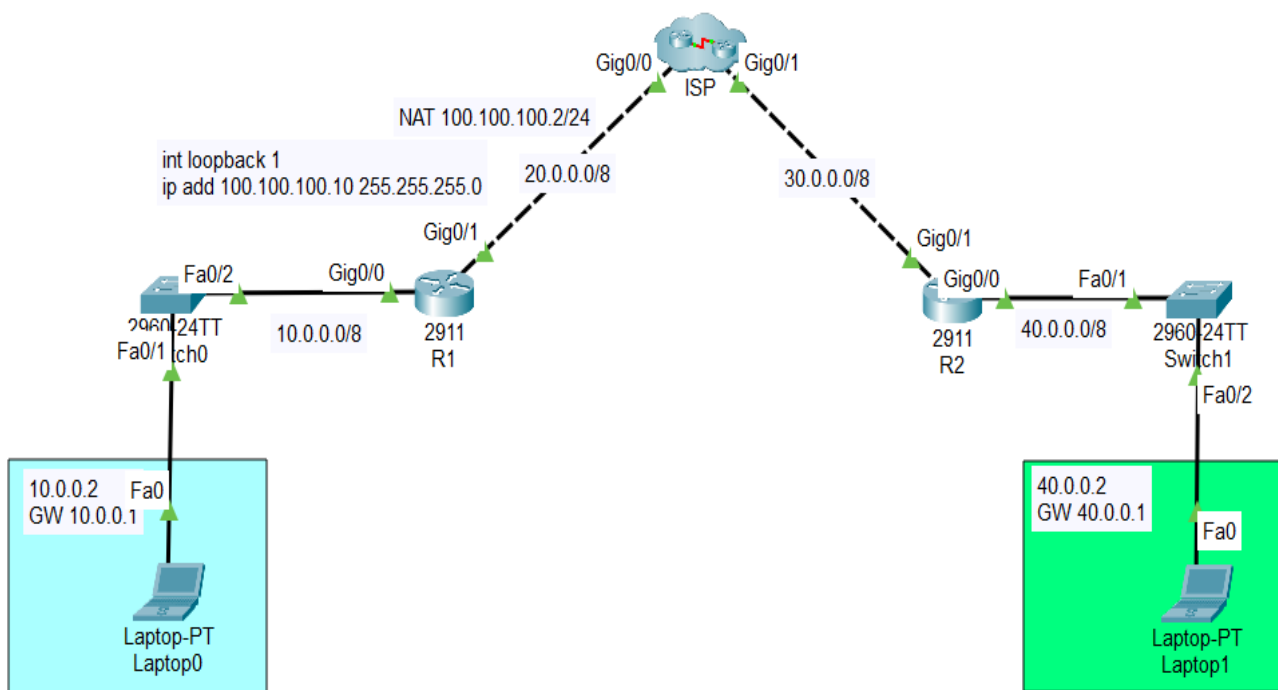 Gig0/0
Gig0/1
ISP
NAT 100.100.100.2/24
int loopback 1
ip add 100.100.100.10 255.255.255.0
20.0.0.0/8
30.0.0.0/8
Gig0/1
Gig0/1
Fa0/2
Gig0/0
Gig0/0
Fa0/1
2960-24TT
tch0
Fa0/1
10.0.0.0/8
2911
R1
2911
R2
40.0.0.0/8
2960-24TT
Switch1
Fa0/2
10.0.0.2
GW 10.0.0.1
Fa0
40.0.0.2
GW 40.0.0.1
Fa0
Laptop-PT
Laptop0
Laptop-PT
Laptop1